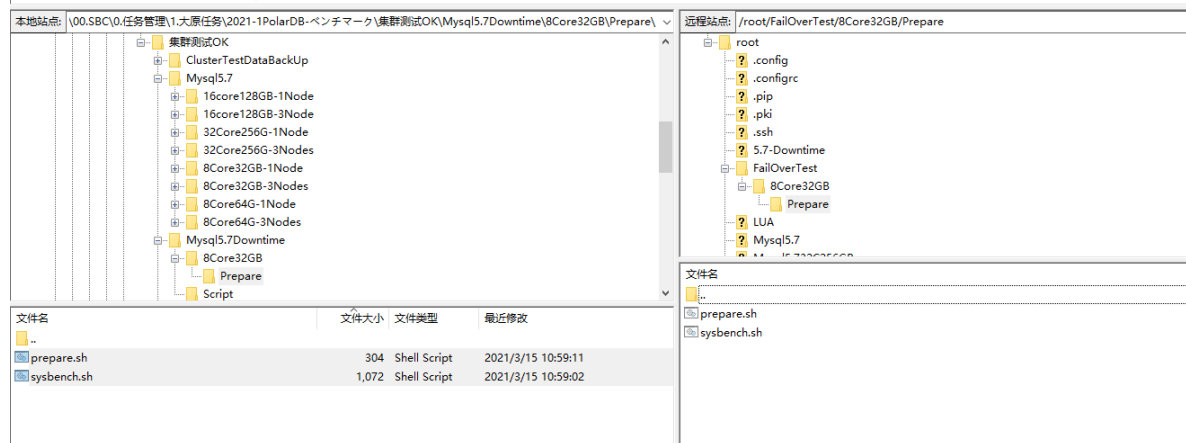 本地站点: \00.SBC\0.任务管理\1.大原任务\2021-1PolarDB-ベンチマーク\集群测试OK\Mysql5.7Downtime\8Core32GB\Prepare\
集群测试OK
ClusterTestDataBackUp
Mysql5.7
16core128GB-1Node
16core128GB-3Node
32Core256G-1Node
32Core256G-3Nodes
8Core32GB-1Node
8Core32GB-3Nodes
8Core64G-1Node
8Core64G-3Nodes
Mysql5.7Downtime
8Core32GB
Prepare
Script
文件名 文件大小 文件类型 最近修改
..
prepare.sh 304 Shell Script 2021/3/15 10:59:11
sysbench.sh 1,072 Shell Script 2021/3/15 10:59:02
远程站点: /root/FailOverTest/8Core32GB/Prepare
root
.config
.configrc
.pip
.pki
.ssh
5.7-Downtime
FailOverTest
8Core32GB
Prepare
LUA
Mysql5.7
Mysql5.732C256GB
文件名
..
prepare.sh
sysbench.sh